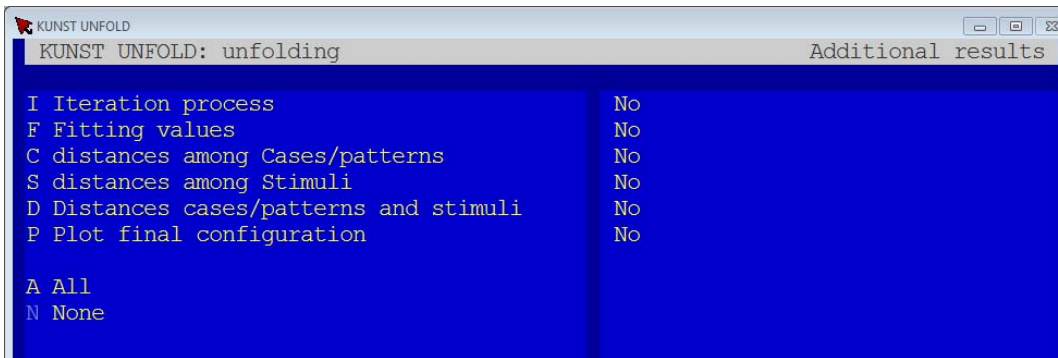 KUNST UNFOLD
KUNST UNFOLD: unfolding Additional results
I Iteration process No
F Fitting values No
C distances among Cases/patterns No
S distances among Stimuli No
D Distances cases/patterns and stimuli No
P Plot final configuration No
A All
N None